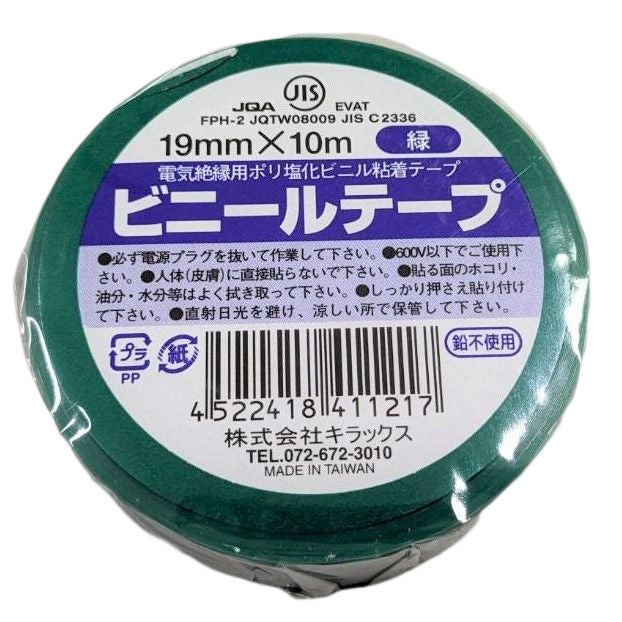 JIS
JQA EVAT
FPH-2 JQTW08009 JIS C 2336
19mm×10m 緑
電気絶縁用ポリ塩化ビニル粘着テープ
ビニールテープ
●必ず電源プラグを抜いて作業して下さい。●600V以下でご使用下
さい。●人体(皮膚)に直接貼らないで下さい。●貼る面のホコリ・
油分・水分等はよく拭き取って下さい。●しっかり押さえ貼り付け
て下さい。●直射日光を避け、涼しい所で保管して下さい。
プラ 紙 鉛不使用
PP
4522418411217
株式会社キラックス
TEL.072-672-3010
MADE IN TAIWAN